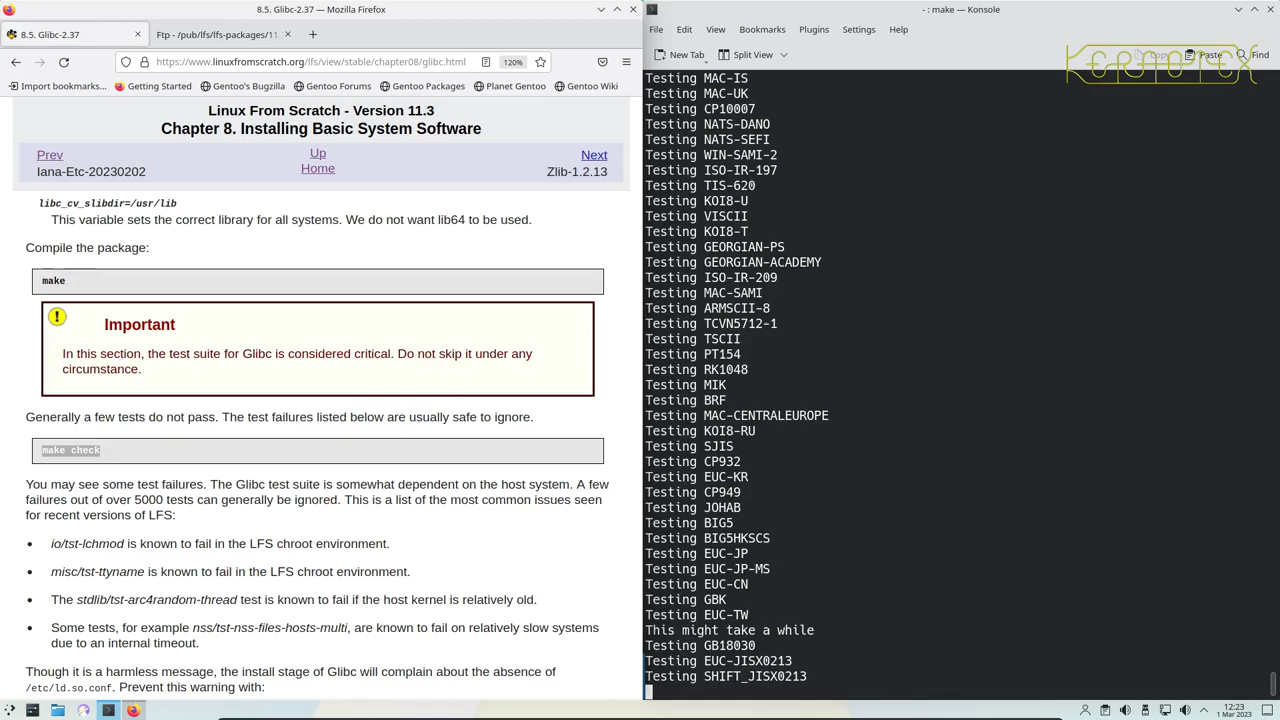 8.5. Glibc-2.37 — Mozilla Firefox
8.5. Glibc-2.37
Ftp - /pub/lfs/lfs-packages/11.
https://www.linuxfromscratch.org/lfs/view/stable/chapter08/glibc.html
120%
Import bookmarks...
Getting Started
Gentoo's Bugzilla
Gentoo Forums
Gentoo Packages
Planet Gentoo
Gentoo Wiki
Linux From Scratch - Version 11.3
Chapter 8. Installing Basic System Software
Prev
Up
Next
Iana-Etc-20230202
Home
Zlib-1.2.13
libc_cv_slibdir=/usr/lib
This variable sets the correct library for all systems. We do not want lib64 to be used.
Compile the package:
make
Important
In this section, the test suite for Glibc is considered critical. Do not skip it under any
circumstance.
Generally a few tests do not pass. The test failures listed below are usually safe to ignore.
make check
You may see some test failures. The Glibc test suite is somewhat dependent on the host system. A few
failures out of over 5000 tests can generally be ignored. This is a list of the most common issues seen
for recent versions of LFS:
• io/tst-lchmod is known to fail in the LFS chroot environment.
• misc/tst-ttyname is known to fail in the LFS chroot environment.
• The stdlib/tst-arc4random-thread test is known to fail if the host kernel is relatively old.
• Some tests, for example nss/tst-nss-files-hosts-multi, are known to fail on relatively slow systems
due to an internal timeout.
Though it is a harmless message, the install stage of Glibc will complain about the absence of
/etc/ld.so.conf. Prevent this warning with:
- : make — Konsole
File Edit View Bookmarks Plugins Settings Help
New Tab
Split View
Copy
Paste
Find
Testing MAC-IS
Testing MAC-UK
Testing CP10007
Testing NATS-DANO
Testing NATS-SEFI
Testing WIN-SAMI-2
Testing ISO-IR-197
Testing TIS-620
Testing KOI8-U
Testing VISCII
Testing KOI8-T
Testing GEORGIAN-PS
Testing GEORGIAN-ACADEMY
Testing ISO-IR-209
Testing MAC-SAMI
Testing ARMSCII-8
Testing TCVN5712-1
Testing TSCII
Testing PT154
Testing RK1048
Testing MIK
Testing BRF
Testing MAC-CENTRALEUROPE
Testing KOI8-RU
Testing SJIS
Testing CP932
Testing EUC-KR
Testing CP949
Testing JOHAB
Testing BIG5
Testing BIG5HKSCS
Testing EUC-JP
Testing EUC-JP-MS
Testing EUC-CN
Testing GBK
Testing EUC-TW
This might take a while
Testing GB18030
Testing EUC-JISX0213
Testing SHIFT_JISX0213
12:23
1 Mar 2023